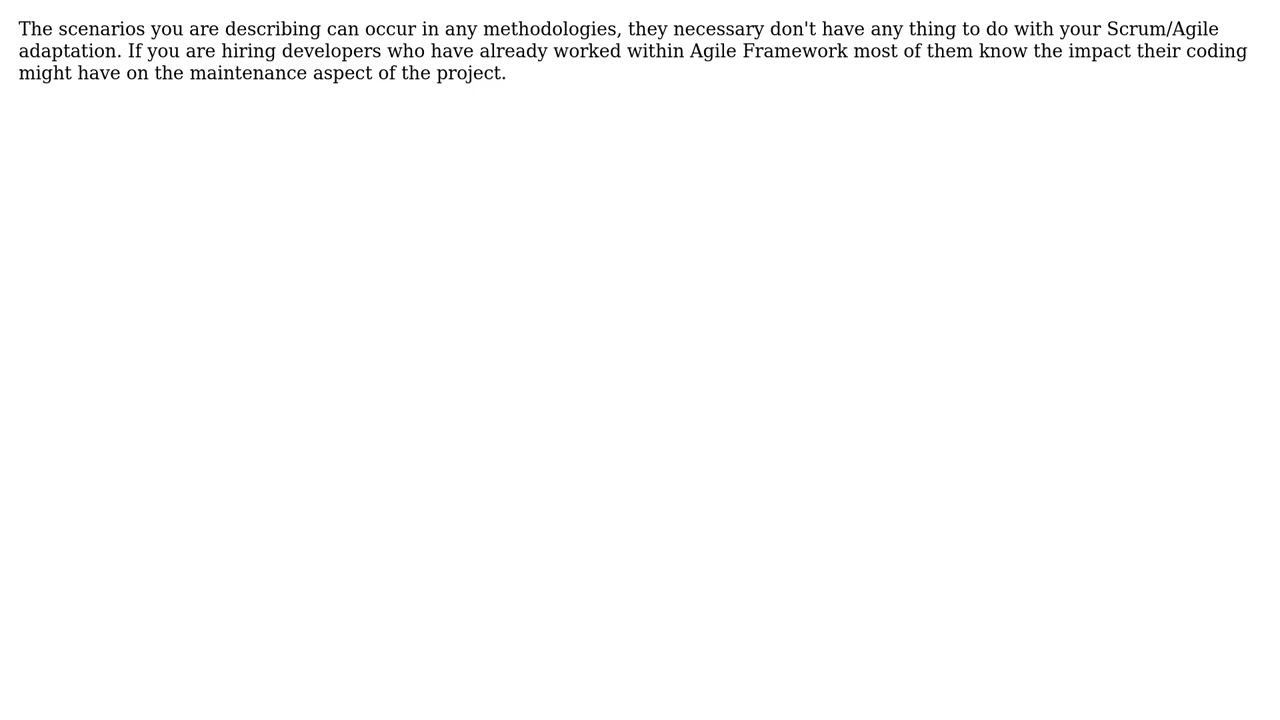 The scenarios you are describing can occur in any methodologies, they necessary don't have any thing to do with your Scrum/Agile
adaptation. If you are hiring developers who have already worked within Agile Framework most of them know the impact their coding
might have on the maintenance aspect of the project.